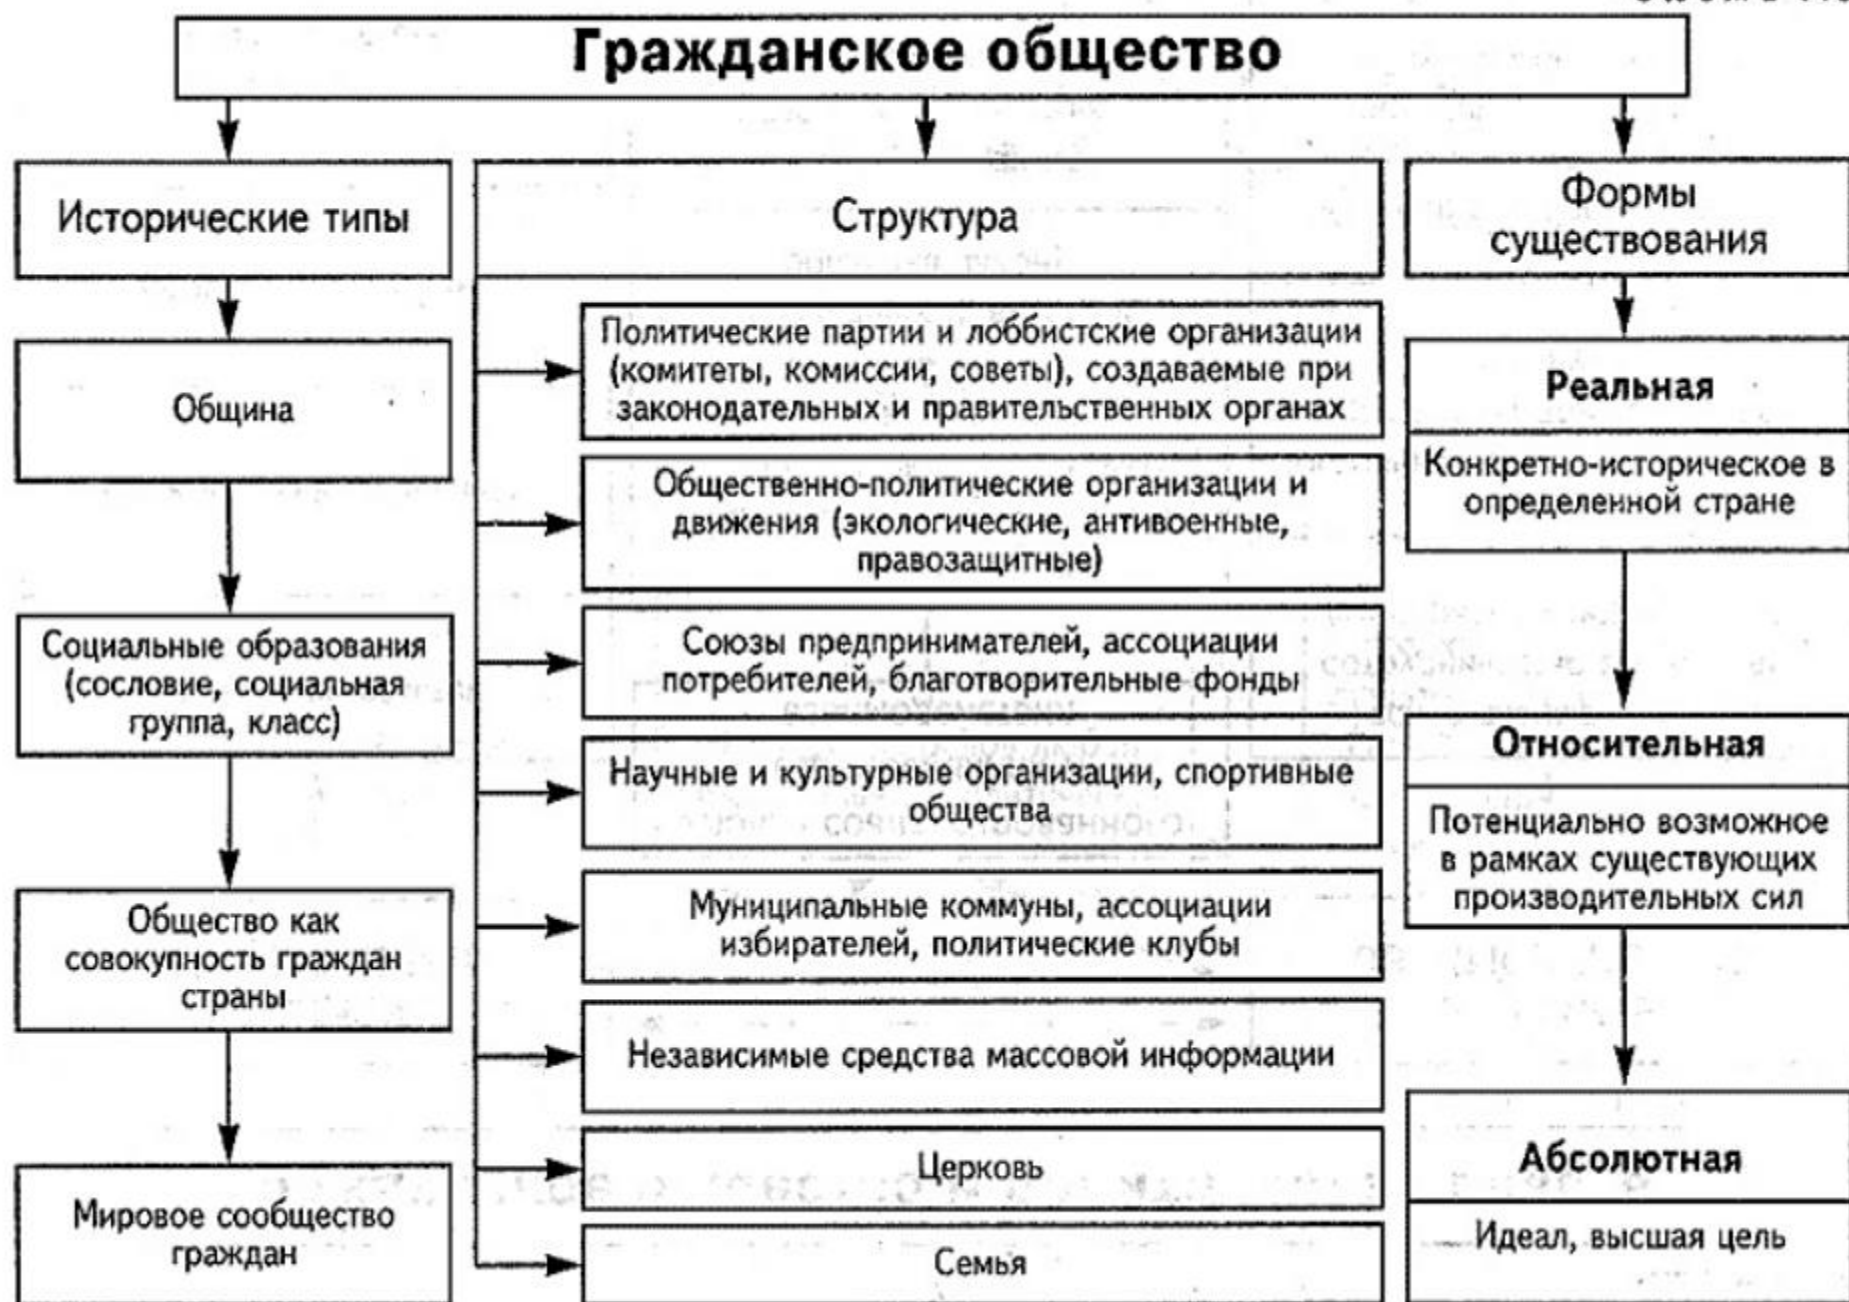 Гражданское общество
Исторические типы
Община
Социальные образования
(сословие, социальная
группа, класс)
Общество как
совокупность граждан
страны
Мировое сообщество
граждан
Структура
Политические партии и лоббистские организации
(комитеты, комиссии, советы), создаваемые при
законодательных и правительственных органах
Общественно-политические организации и
движения (экологические, антивоенные,
правозащитные)
Союзы предпринимателей, ассоциации
потребителей, благотворительные фонды
Научные и культурные организации, спортивные
общества
Муниципальные коммуны, ассоциации
избирателей, политические клубы
Независимые средства массовой информации
Церковь
Семья
Формы
существования
Реальная
Конкретно-историческое в
определенной стране
Относительная
Потенциально возможное
в рамках существующих
производительных сил
Абсолютная
Идеал, высшая цель